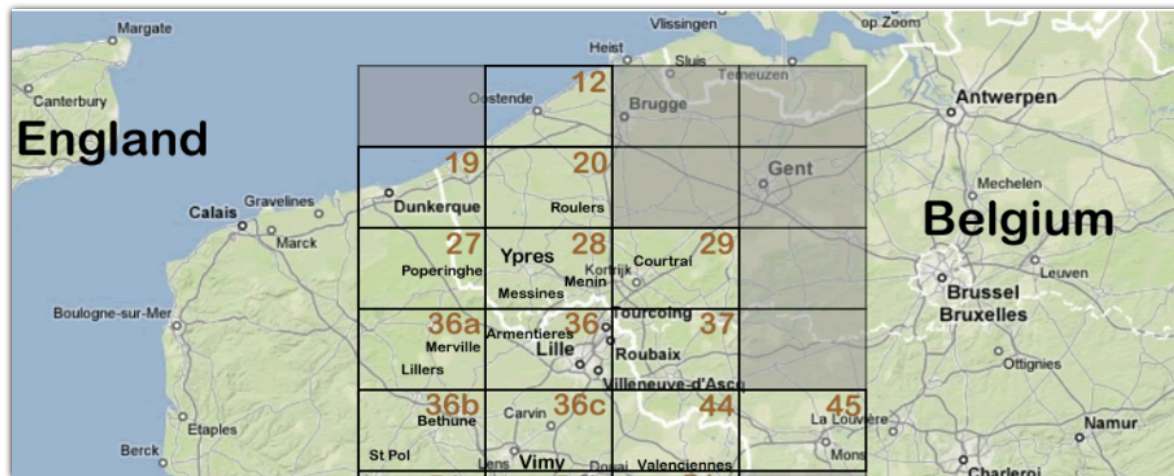 Margate
Vlissingen
op Zoom
Heist
Sluis
Terneuzen
12
Canterbury
Oostende
Brugge
Antwerpen
England
19
20
Gent
Mechelen
Gravelines
Dunkerque
Roulers
Calais
Marck
Belgium
27
28
29
Ypres
Courtrai
Poperinghe
Kortrijk
Menin
Leuven
Messines
Brussel
Bruxelles
Boulogne-sur-Mer
36a
36
Tourcoing
37
Armentieres
Merville
Lille
Roubaix
Ottignies
Lillers
Villeneuve-d'Ascq
36b
36c
44
45
Etaples
Bethune
Carvin
La Louvière
Namur
Berck
St Pol
Lens
Vimy
Douai
Valenciennes
Mons
Charleroi